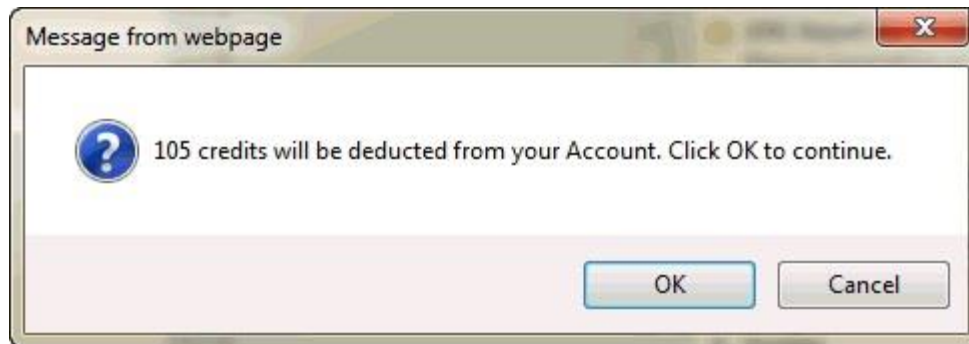 Message from webpage
105 credits will be deducted from your Account. Click OK to continue.
OK
Cancel